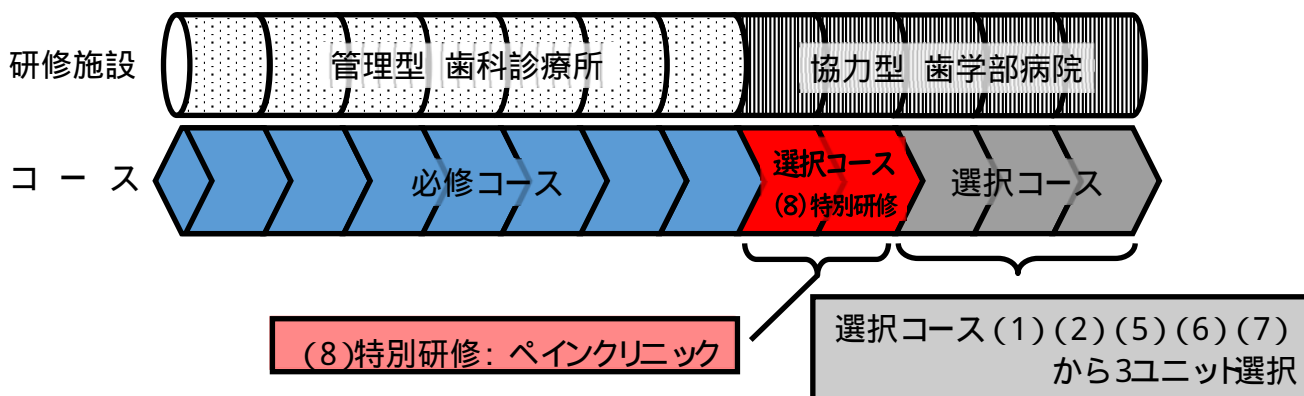 研修施設
管理型 歯科診療所
協力型 歯学部病院
コース
必修コース
選択コース
(8)特別研修
選択コース
(8)特別研修: ペインクリニック
選択コース(1)(2)(5)(6)(7)
から3ユニット選択